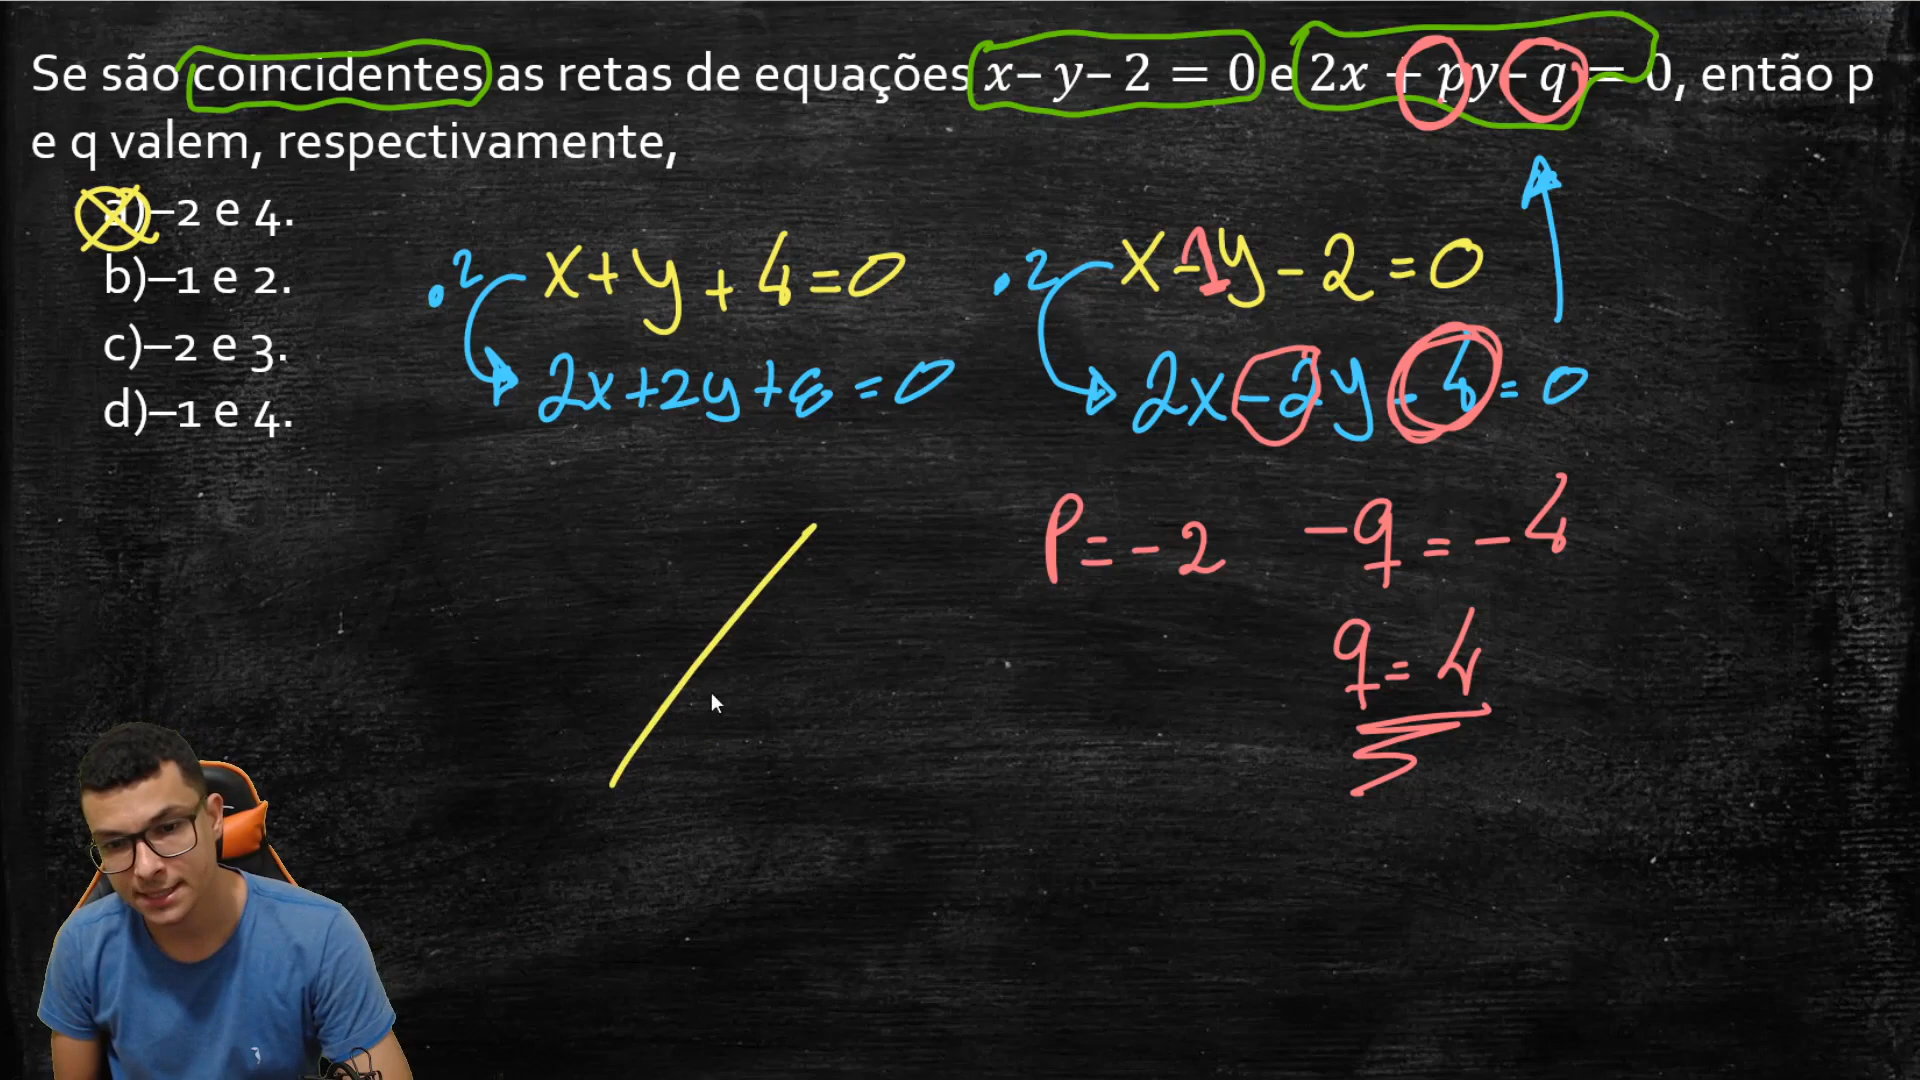 Se são coincidentes as retas de equações x– y– 2 = 0 e 2x + py– q = 0, então p
e q valem, respectivamente,
a)–2 e 4.
b)–1 e 2.
c)–2 e 3.
d)–1 e 4.
.2 x+y+4=0
2x+2y+8=0
.2 x-1y-2=0
2x-2y-4=0
p=-2 -q=-4
q=4